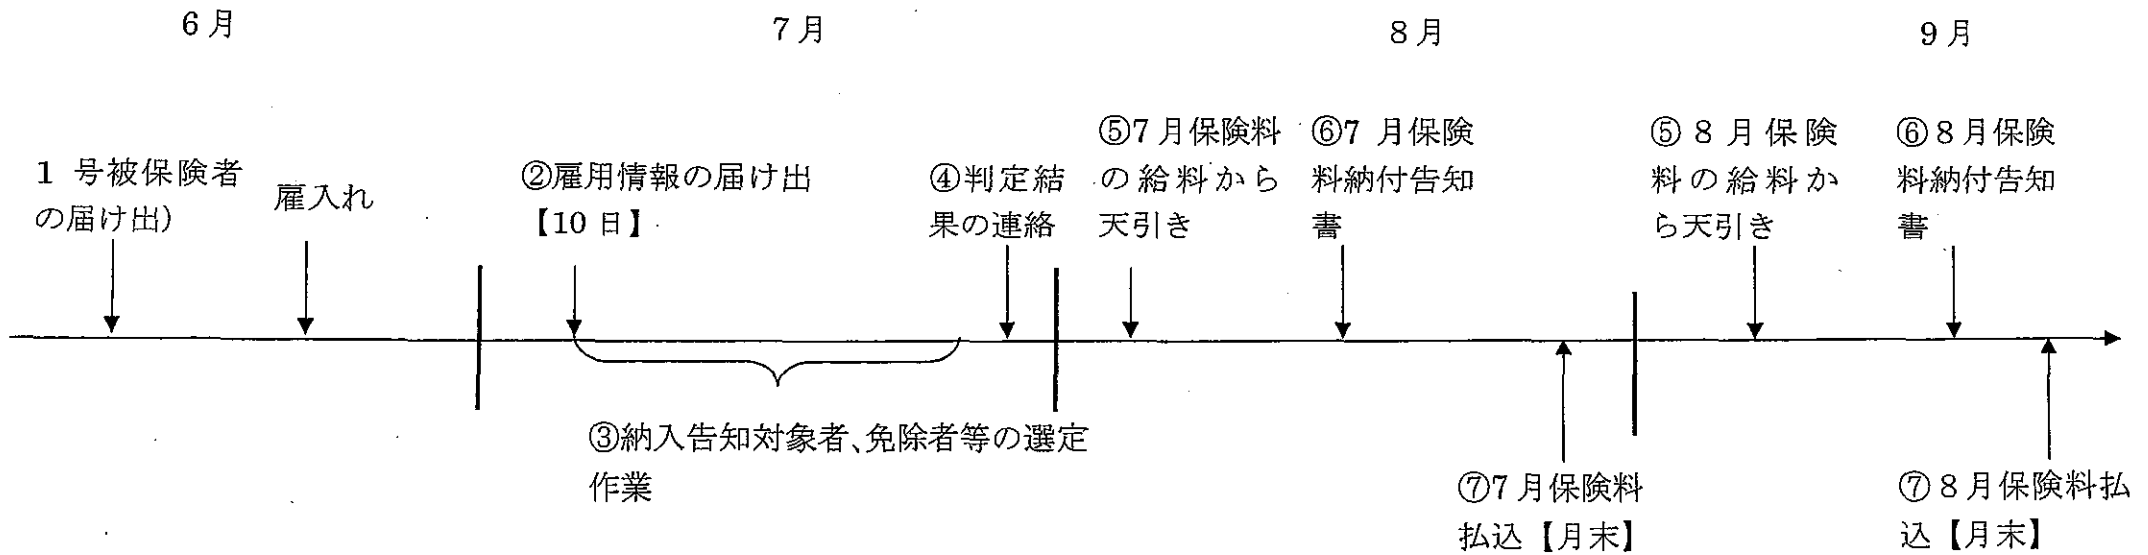 6月
7月
8月
9月
1 号被保険者
の届け出）
雇入れ
②雇用情報の届け出
【10 日】
④判定結
果の連絡
⑤7 月保険料
の給料から
天引き
⑥7 月保険
料納付告知
書
⑤8月保険
料の給料か
ら天引き
⑥8月保険
料納付告知
書
③納入告知対象者、免除者等の選定
作業
⑦7 月保険料
払込【月末】
⑦8月保険料払
込【月末】